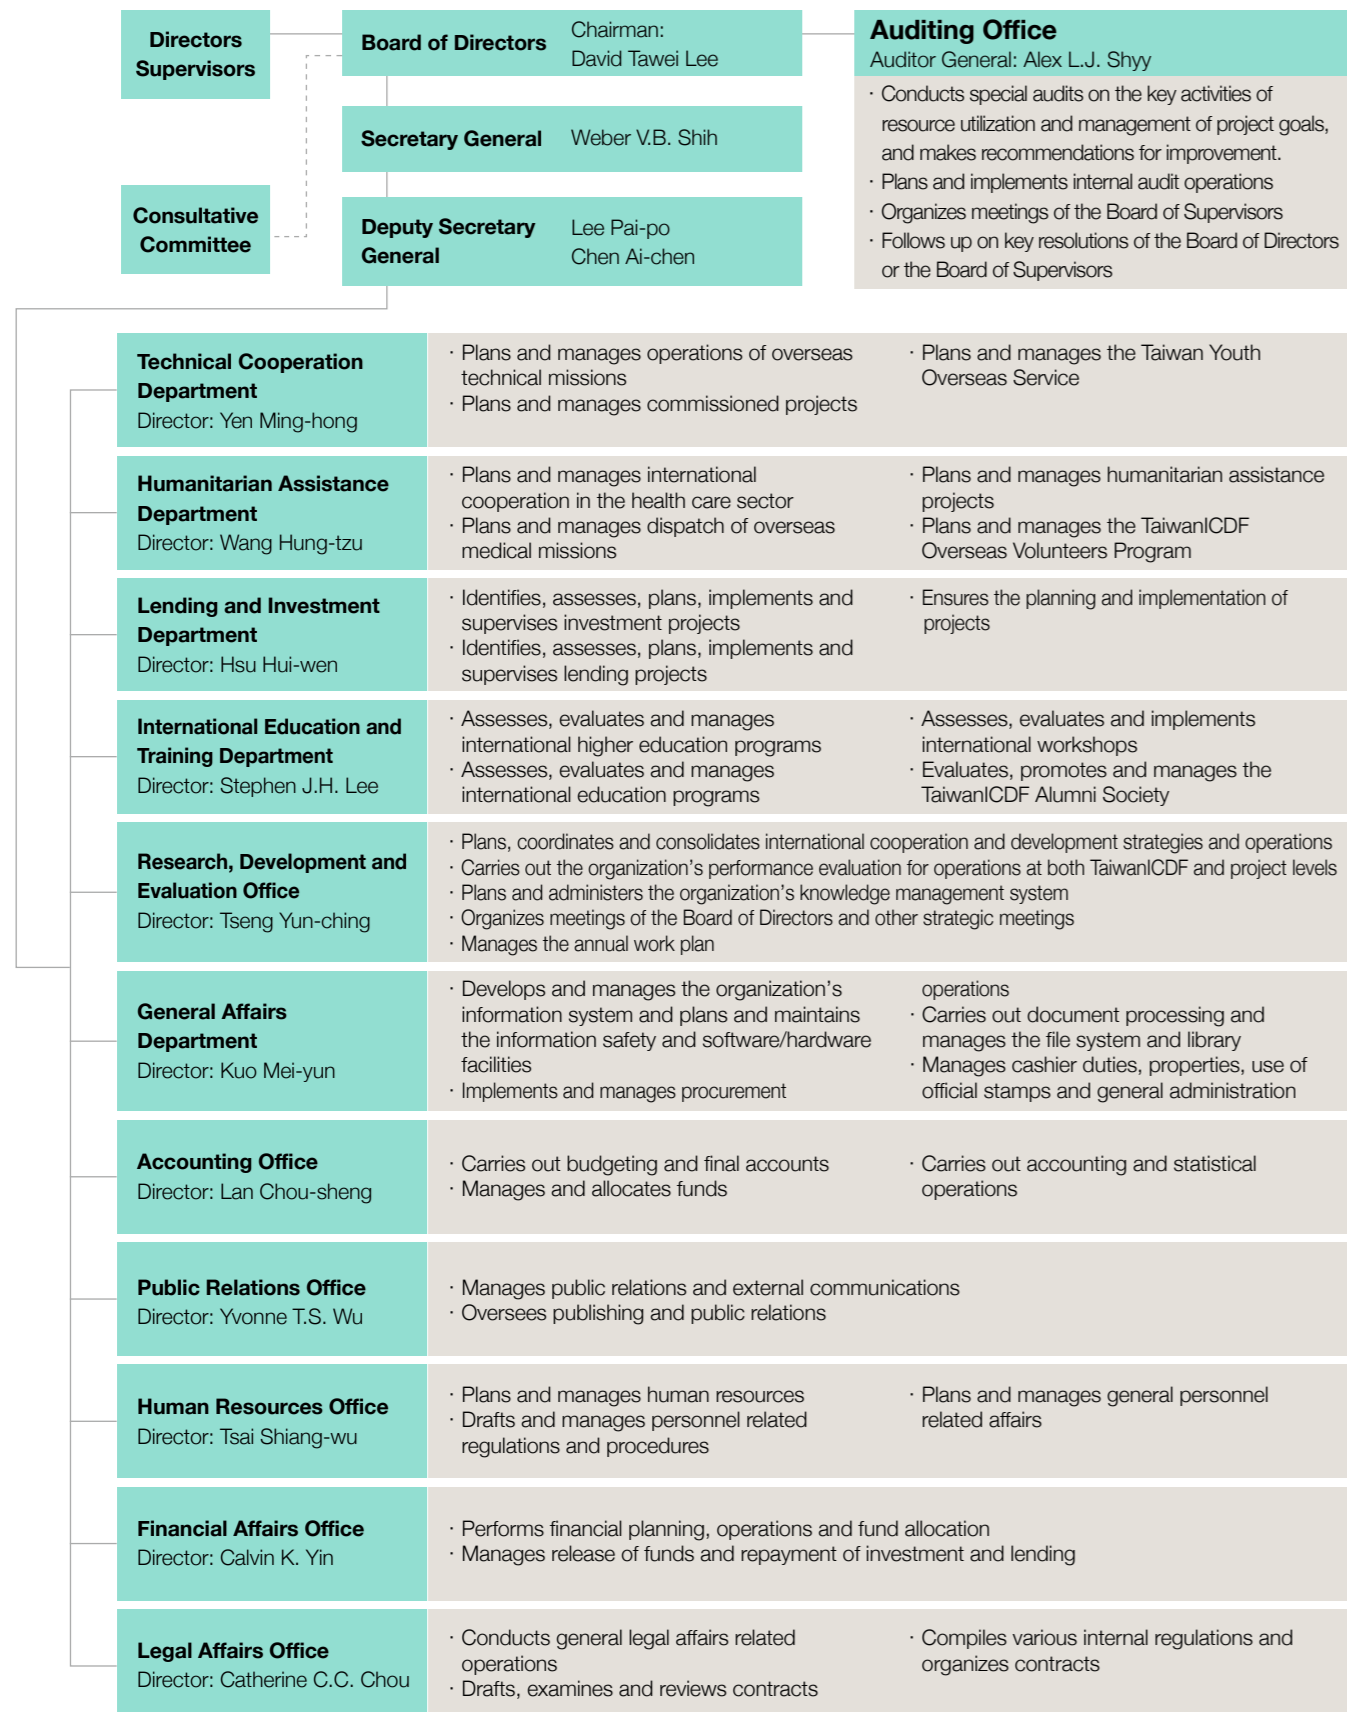 Directors
Supervisors
Board of Directors
Chairman:
David Tawei Lee
Auditing Office
Auditor General: Alex L.J. Shyy
· Conducts special audits on the key activities of
resource utilization and management of project goals,
and makes recommendations for improvement.
· Plans and implements internal audit operations
· Organizes meetings of the Board of Supervisors
· Follows up on key resolutions of the Board of Directors
or the Board of Supervisors
Secretary General
Weber V.B. Shih
Consultative
Committee
Deputy Secretary
General
Lee Pai-po
Chen Ai-chen
Technical Cooperation
Department
Director: Yen Ming-hong
· Plans and manages operations of overseas
technical missions
· Plans and manages commissioned projects
· Plans and manages the Taiwan Youth
Overseas Service
Humanitarian Assistance
Department
Director: Wang Hung-tzu
· Plans and manages international
cooperation in the health care sector
· Plans and manages dispatch of overseas
medical missions
· Plans and manages humanitarian assistance
projects
· Plans and manages the TaiwanICDF
Overseas Volunteers Program
Lending and Investment
Department
Director: Hsu Hui-wen
· Identifies, assesses, plans, implements and
supervises investment projects
· Identifies, assesses, plans, implements and
supervises lending projects
· Ensures the planning and implementation of
projects
International Education and
Training Department
Director: Stephen J.H. Lee
· Assesses, evaluates and manages
international higher education programs
· Assesses, evaluates and manages
international education programs
· Assesses, evaluates and implements
international workshops
· Evaluates, promotes and manages the
TaiwanICDF Alumni Society
Research, Development and
Evaluation Office
Director: Tseng Yun-ching
· Plans, coordinates and consolidates international cooperation and development strategies and operations
· Carries out the organization's performance evaluation for operations at both TaiwanICDF and project levels
· Plans and administers the organization's knowledge management system
· Organizes meetings of the Board of Directors and other strategic meetings
· Manages the annual work plan
General Affairs
Department
Director: Kuo Mei-yun
· Develops and manages the organization's
information system and plans and maintains
the information safety and software/hardware
facilities
· Implements and manages procurement
operations
· Carries out document processing and
manages the file system and library
· Manages cashier duties, properties, use of
official stamps and general administration
Accounting Office
Director: Lan Chou-sheng
· Carries out budgeting and final accounts
· Manages and allocates funds
· Carries out accounting and statistical
operations
Public Relations Office
Director: Yvonne T.S. Wu
· Manages public relations and external communications
· Oversees publishing and public relations
Human Resources Office
Director: Tsai Shiang-wu
· Plans and manages human resources
· Drafts and manages personnel related
regulations and procedures
· Plans and manages general personnel
related affairs
Financial Affairs Office
Director: Calvin K. Yin
· Performs financial planning, operations and fund allocation
· Manages release of funds and repayment of investment and lending
Legal Affairs Office
Director: Catherine C.C. Chou
· Conducts general legal affairs related
operations
· Drafts, examines and reviews contracts
· Compiles various internal regulations and
organizes contracts